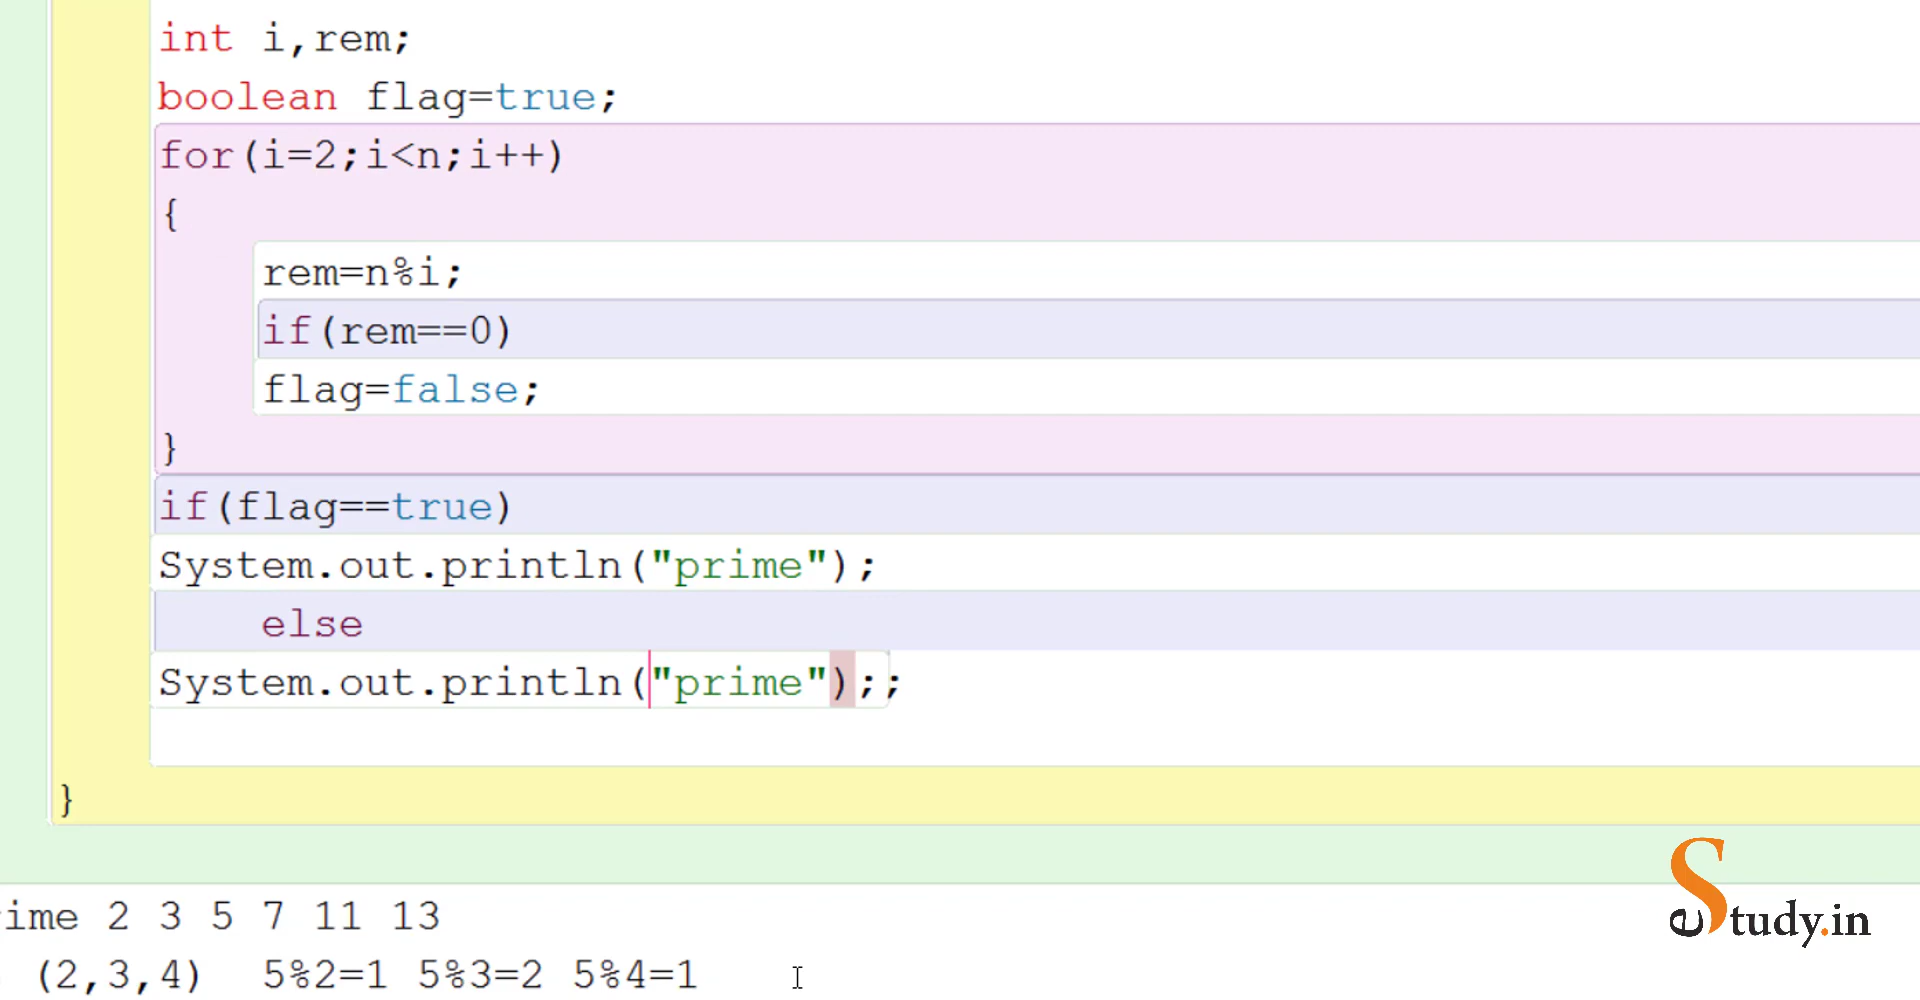 int i,rem;
boolean flag=true;
for(i=2;i<n;i++)
{
rem=n%i;
if(rem==0)
flag=false;
}
if(flag==true)
System.out.println("prime");
else
System.out.println("prime");;
}
ime 2 3 5 7 11 13
(2,3,4) 5%2=1 5%3=2 5%4=1
eStudy.in